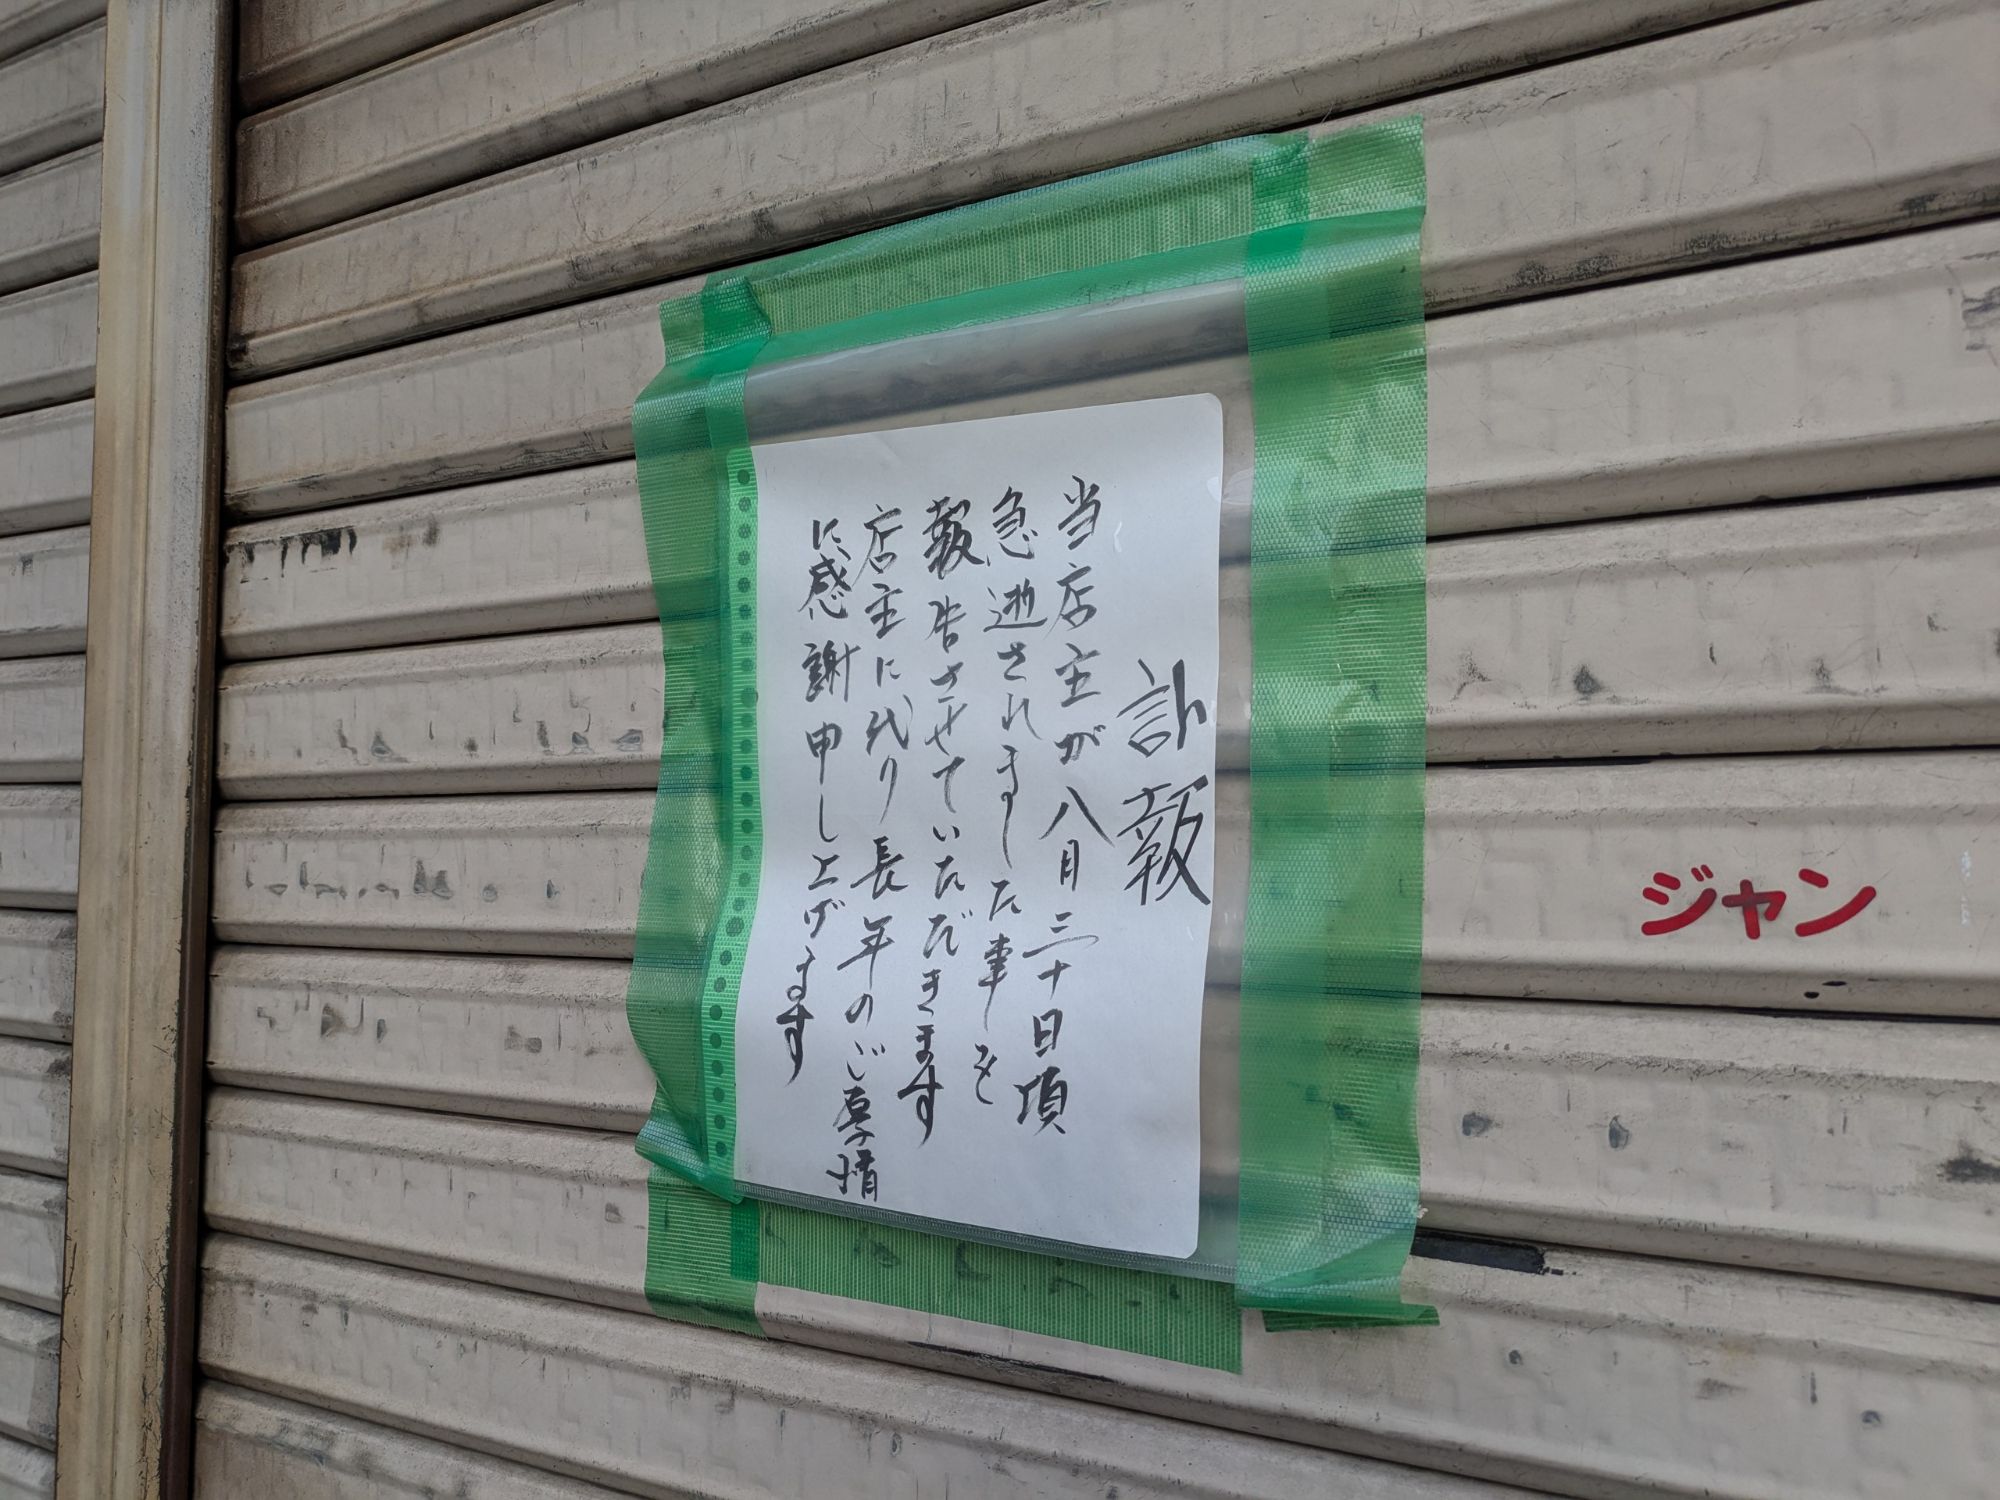 訃報
当店主が八月三十日頃
急逝されました事を
報告させていただきます
店主に代り長年のご厚情
に感謝申し上げます
ジャン